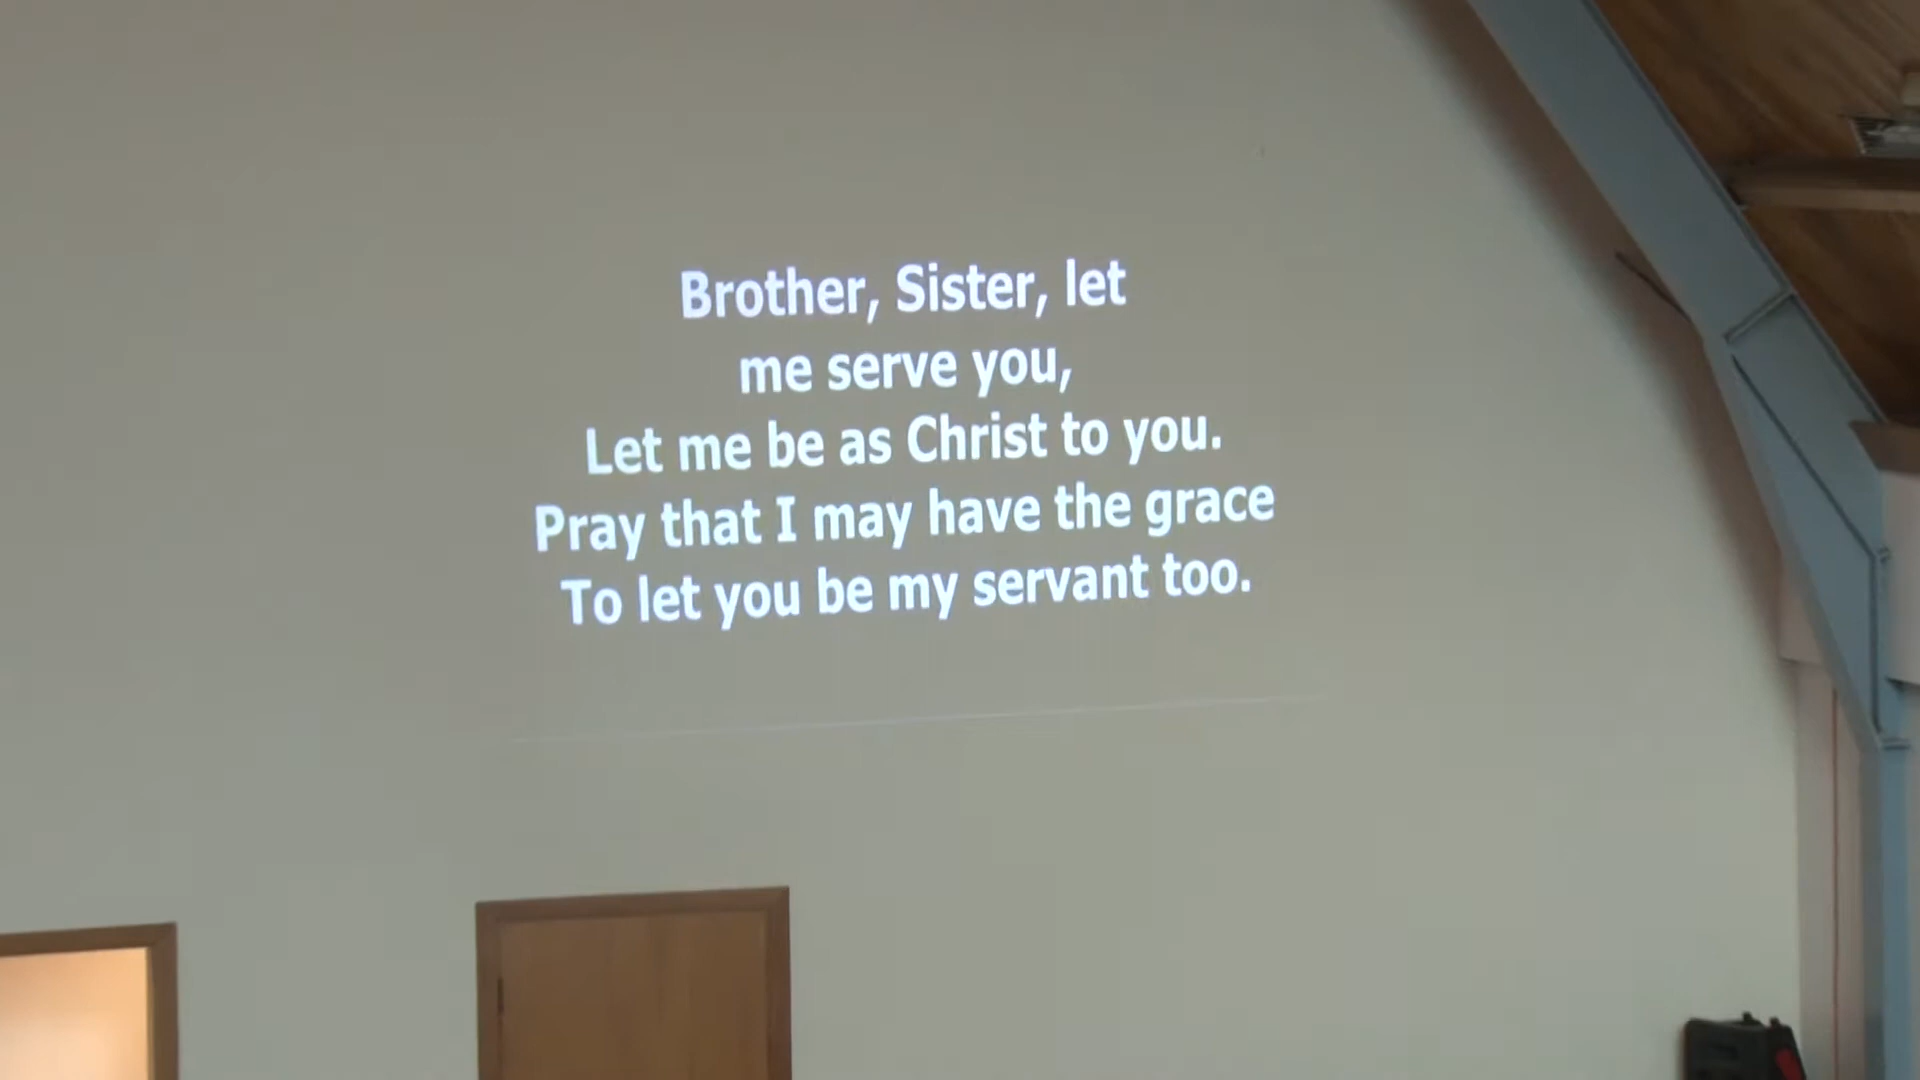 Brother, Sister, let
me serve you,
Let me be as Christ to you.
Pray that I may have the grace
To let you be my servant too.